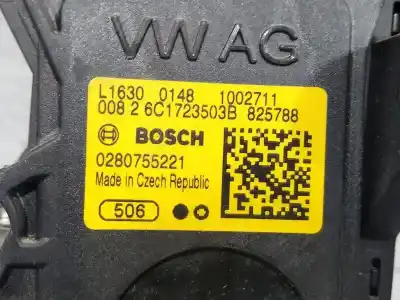 VW AG
L1630 0148 1002711
008 2 6C1723503B 825788
BOSCH
0280755221
Made in Czech Republic
506